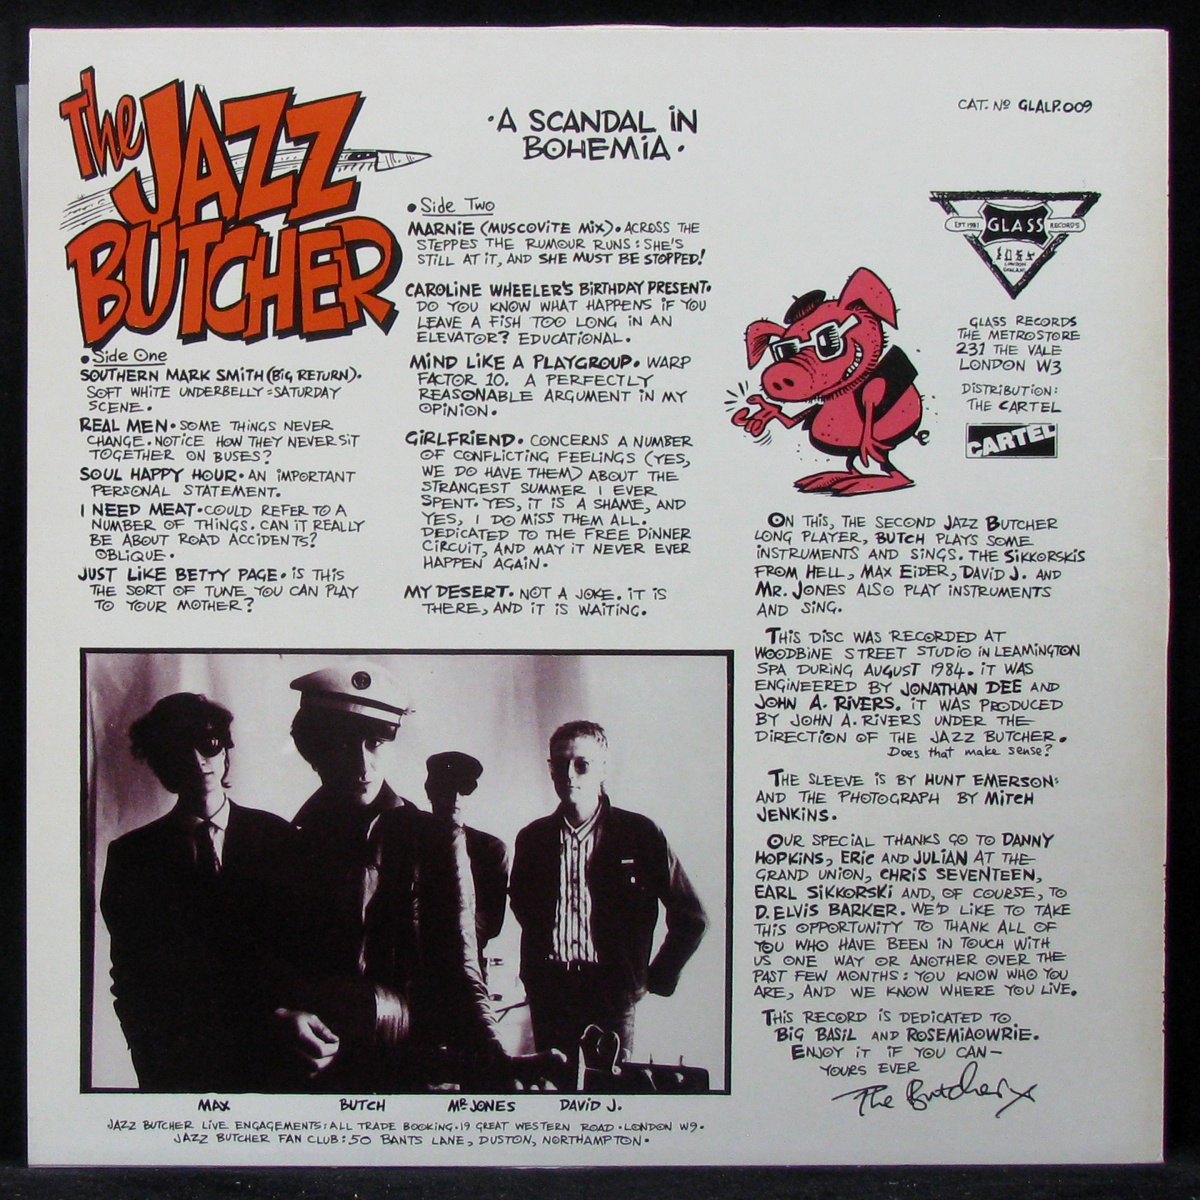 The
JAZZ
BUTCHER
·A SCANDAL IN
BOHEMIA·
CAT. Nº GLALP.009
• Side One
SOUTHERN MARK SMITH (BIG RETURN)·
SOFT WHITE UNDERBELLY = SATURDAY
SCENE.
REAL MEN· SOME THINGS NEVER
CHANGE. NOTICE HOW THEY NEVER SIT
TOGETHER ON BUSES?
SOUL HAPPY HOUR· AN IMPORTANT
PERSONAL STATEMENT.
I NEED MEAT· COULD REFER TO A
NUMBER OF THINGS. CAN IT REALLY
BE ABOUT ROAD ACCIDENTS?
OBLIQUE.
JUST LIKE BETTY PAGE· IS THIS
THE SORT OF TUNE YOU CAN PLAY
TO YOUR MOTHER?
• Side Two
MARNIE (MUSCOVITE MIX)· ACROSS THE
STEPPES THE RUMOUR RUNS: SHE'S
STILL AT IT, AND SHE MUST BE STOPPED!
CAROLINE WHEELER'S BIRTHDAY PRESENT·
DO YOU KNOW WHAT HAPPENS IF YOU
LEAVE A FISH TOO LONG IN AN
ELEVATOR? EDUCATIONAL.
MIND LIKE A PLAYGROUP· WARP
FACTOR 10. A PERFECTLY
REASONABLE ARGUMENT IN MY
OPINION.
GIRLFRIEND· CONCERNS A NUMBER
OF CONFLICTING FEELINGS (YES,
WE DO HAVE THEM) ABOUT THE
STRANGEST SUMMER I EVER
SPENT. YES, IT IS A SHAME, AND
YES, I DO MISS THEM ALL.
DEDICATED TO THE FREE DINNER
CIRCUIT, AND MAY IT NEVER EVER
HAPPEN AGAIN.
MY DESERT· NOT A JOKE. IT IS
THERE, AND IT IS WAITING.
EST 1981 GLASS RECORDS
LONDON
ENGLAND
GLASS RECORDS
THE METROSTORE
231 THE VALE
LONDON W3
DISTRIBUTION:
THE CARTEL
CARTEL
ON THIS, THE SECOND JAZZ BUTCHER
LONG PLAYER, BUTCH PLAYS SOME
INSTRUMENTS AND SINGS. THE SIKKORSKIS
FROM HELL, MAX EIDER, DAVID J. AND
MR. JONES ALSO PLAY INSTRUMENTS
AND SING.
THIS DISC WAS RECORDED AT
WOODBINE STREET STUDIO IN LEAMINGTON
SPA DURING AUGUST 1984. IT WAS
ENGINEERED BY JONATHAN DEE AND
JOHN A. RIVERS. IT WAS PRODUCED
BY JOHN A. RIVERS UNDER THE
DIRECTION OF THE JAZZ BUTCHER.
Does that make sense?
THE SLEEVE IS BY HUNT EMERSON:
AND THE PHOTOGRAPH BY MITCH
JENKINS.
OUR SPECIAL THANKS GO TO DANNY
HOPKINS, ERIC AND JULIAN AT THE
GRAND UNION, CHRIS SEVENTEEN,
EARL SIKKORSKI AND, OF COURSE, TO
D. ELVIS BARKER. WE'D LIKE TO TAKE
THIS OPPORTUNITY TO THANK ALL OF
YOU WHO HAVE BEEN IN TOUCH WITH
US ONE WAY OR ANOTHER OVER THE
PAST FEW MONTHS: YOU KNOW WHO YOU
ARE, AND WE KNOW WHERE YOU LIVE.
THIS RECORD IS DEDICATED TO
BIG BASIL AND ROSEMIAOWRIE.
ENJOY IT IF YOU CAN—
YOURS EVER
The Butcher x
MAX BUTCH MR JONES DAVID J.
JAZZ BUTCHER LIVE ENGAGEMENTS: ALL TRADE BOOKING·19 GREAT WESTERN ROAD·LONDON W9·
JAZZ BUTCHER FAN CLUB: 50 BANTS LANE, DUSTON, NORTHAMPTON·